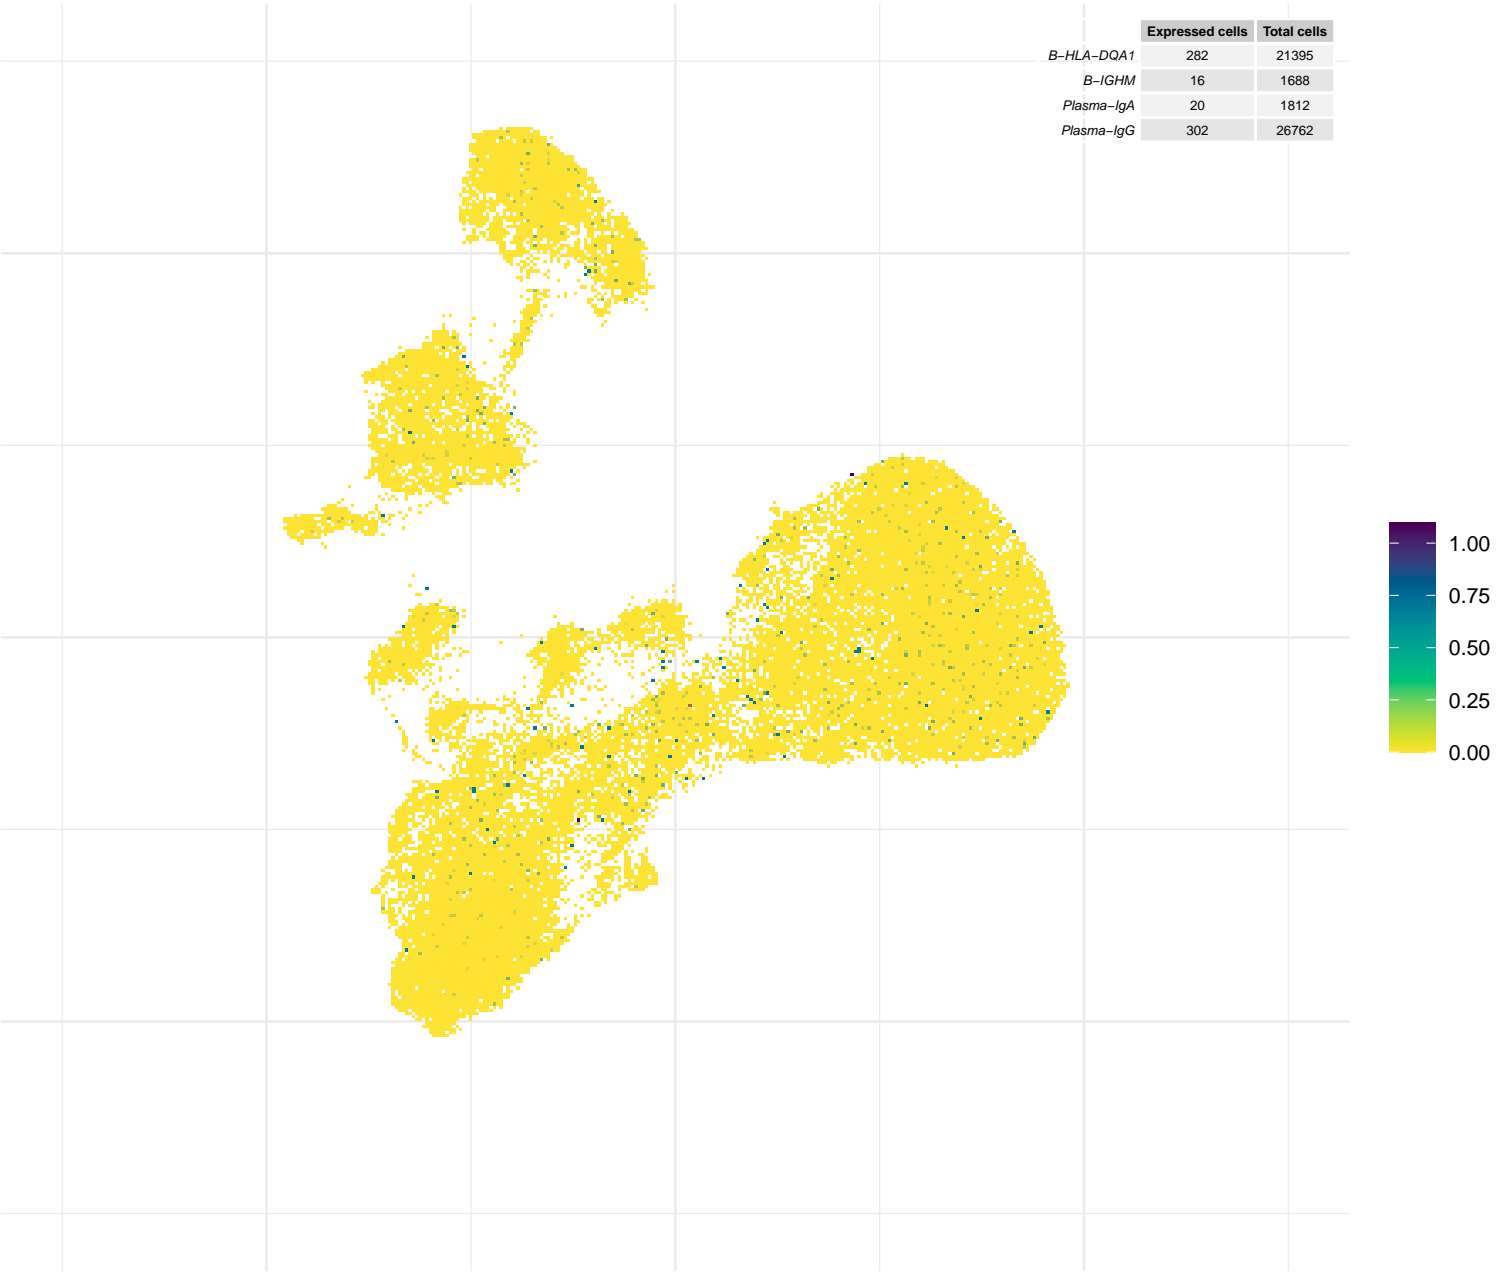 Expressed cells Total cells
B−HLA−DQA1 282 21395
B−IGHM 16 1688
Plasma−IgA 20 1812
Plasma−IgG 302 26762
1.00
0.75
0.50
0.25
0.00